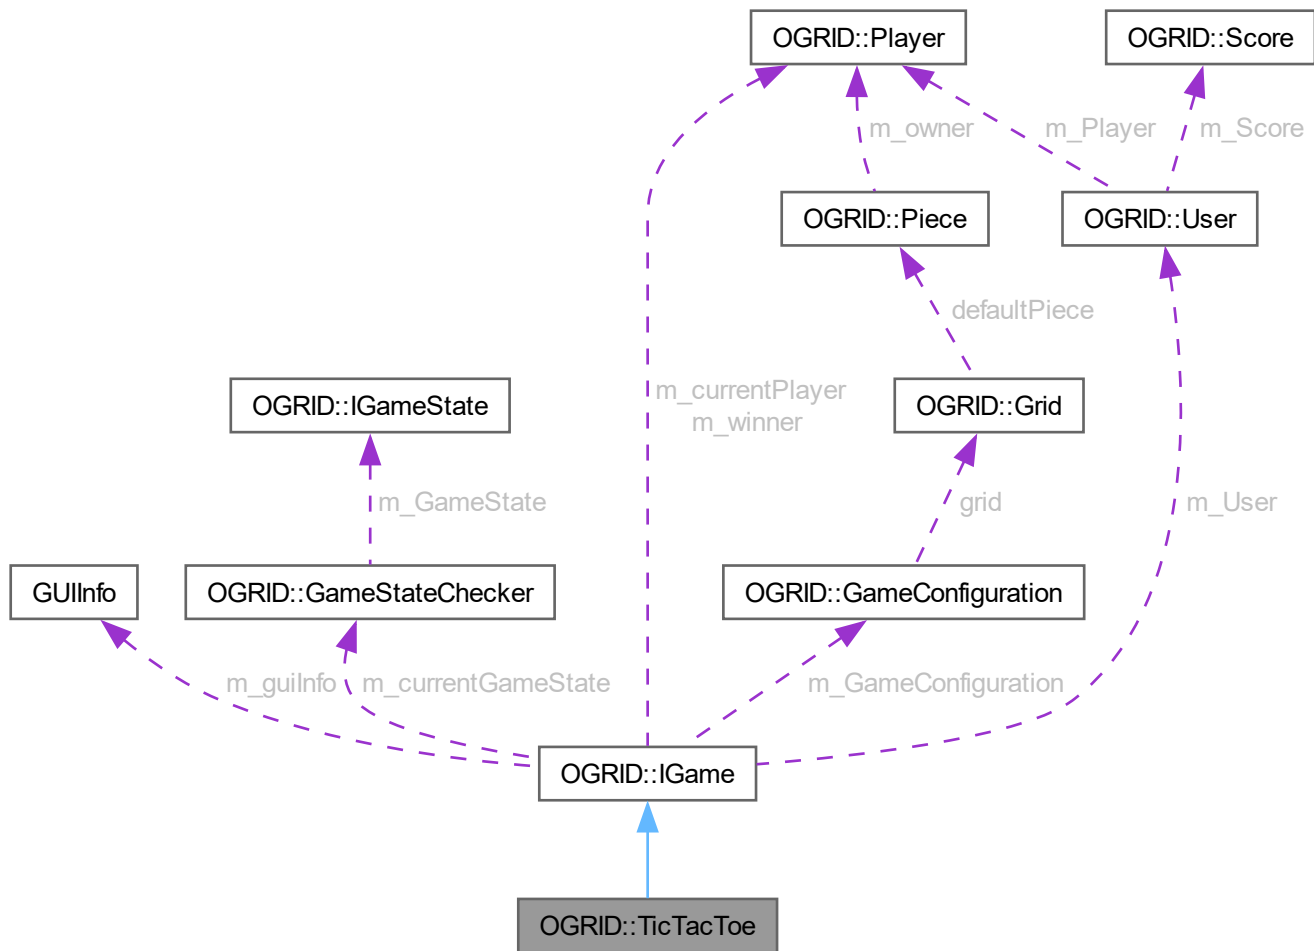 OGRID::Player
OGRID::Score
m_owner
m_Player
m_Score
OGRID::Piece
OGRID::User
defaultPiece
m_currentPlayer
m_winner
OGRID::IGameState
OGRID::Grid
m_GameState
grid
m_User
GUIInfo
OGRID::GameStateChecker
OGRID::GameConfiguration
m_guiInfo
m_currentGameState
m_GameConfiguration
OGRID::IGame
OGRID::TicTacToe